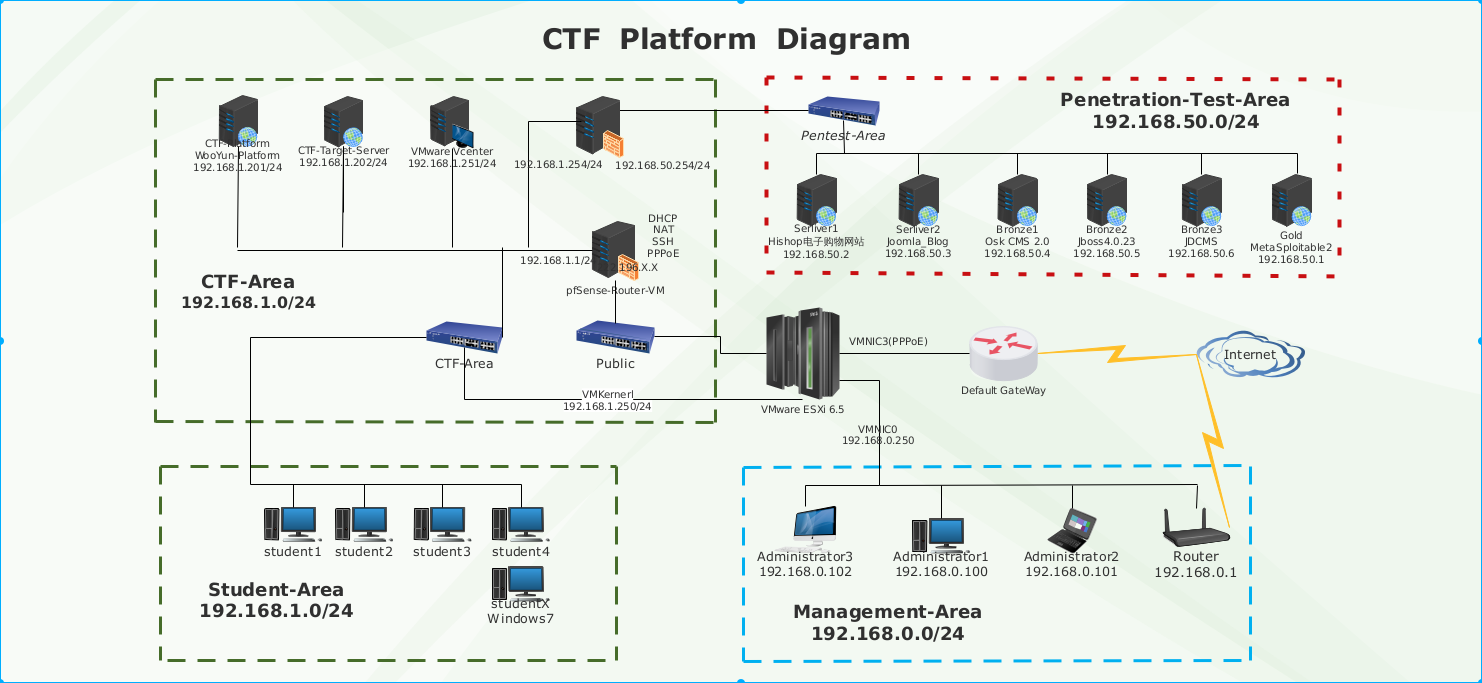 CTF Platform Diagram
CTF-Platform
WooYun-Platform
192.168.1.201/24
CTF-Target-Server
192.168.1.202/24
VMware Vcenter
192.168.1.251/24
192.168.1.254/24
192.168.50.254/24
DHCP
NAT
SSH
PPPoE
192.168.1.1/24
196.X.X
pfSense-Router-VM
CTF-Area
192.168.1.0/24
CTF-Area
Public
VMKernerl
192.168.1.250/24
Pentest-Area
Penetration-Test-Area
192.168.50.0/24
Serliver1
Hishop电子购物网站
192.168.50.2
Serliver2
Joomla_Blog
192.168.50.3
Bronze1
Osk CMS 2.0
192.168.50.4
Bronze2
Jboss4.0.23
192.168.50.5
Bronze3
JDCMS
192.168.50.6
Gold
MetaSploitable2
192.168.50.1
VMware ESXi 6.5
VMNIC3(PPPoE)
Default GateWay
Internet
VMNIC0
192.168.0.250
student1
student2
student3
student4
studentX
Windows7
Student-Area
192.168.1.0/24
Administrator3
192.168.0.102
Administrator1
192.168.0.100
Administrator2
192.168.0.101
Router
192.168.0.1
Management-Area
192.168.0.0/24